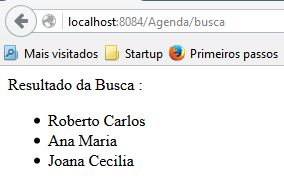 localhost:8084/Agenda/busca
Mais visitados Startup Primeiros passos
Resultado da Busca :
Roberto Carlos
Ana Maria
Joana Cecilia